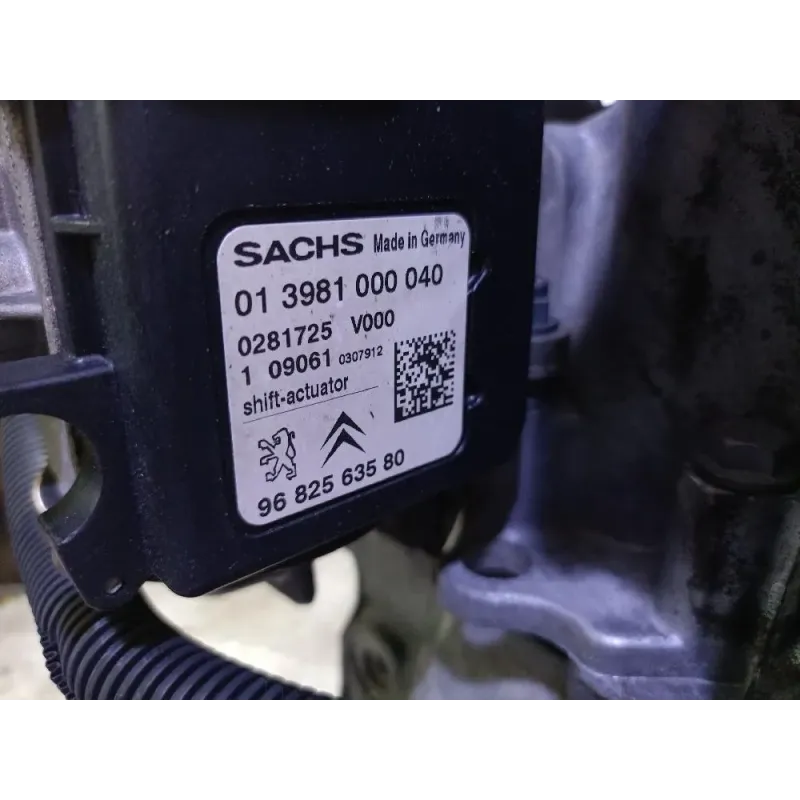 SACHS Made in Germany
01 3981 000 040
0281725 V000
1 09061 0307912
shift-actuator
96 825 635 80